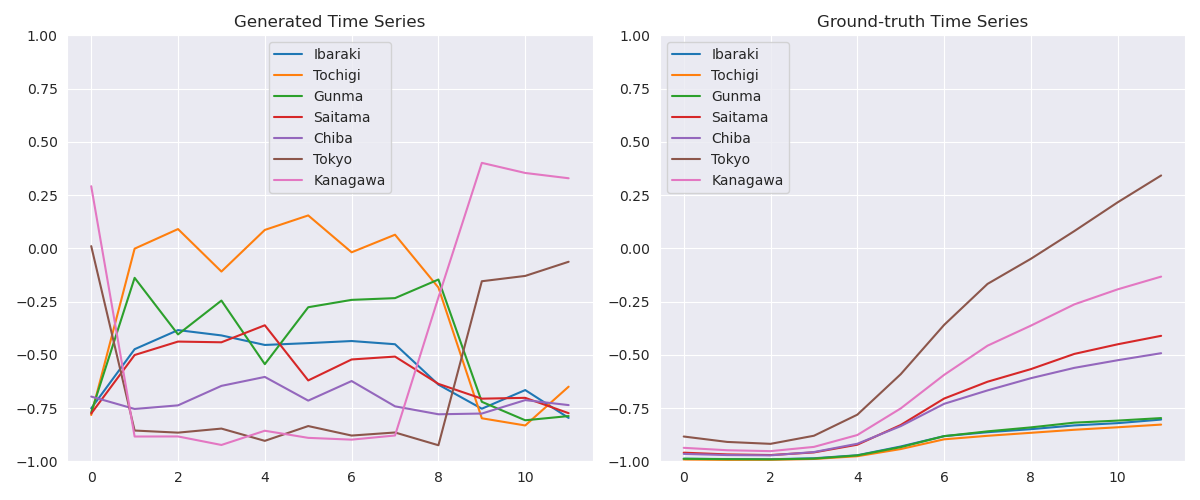 Generated Time Series
1.00
0.75
0.50
0.25
0.00
−0.25
−0.50
−0.75
−1.00
0
2
4
6
8
10
Ibaraki
Tochigi
Gunma
Saitama
Chiba
Tokyo
Kanagawa
Ground-truth Time Series
1.00
0.75
0.50
0.25
0.00
−0.25
−0.50
−0.75
−1.00
0
2
4
6
8
10
Ibaraki
Tochigi
Gunma
Saitama
Chiba
Tokyo
Kanagawa